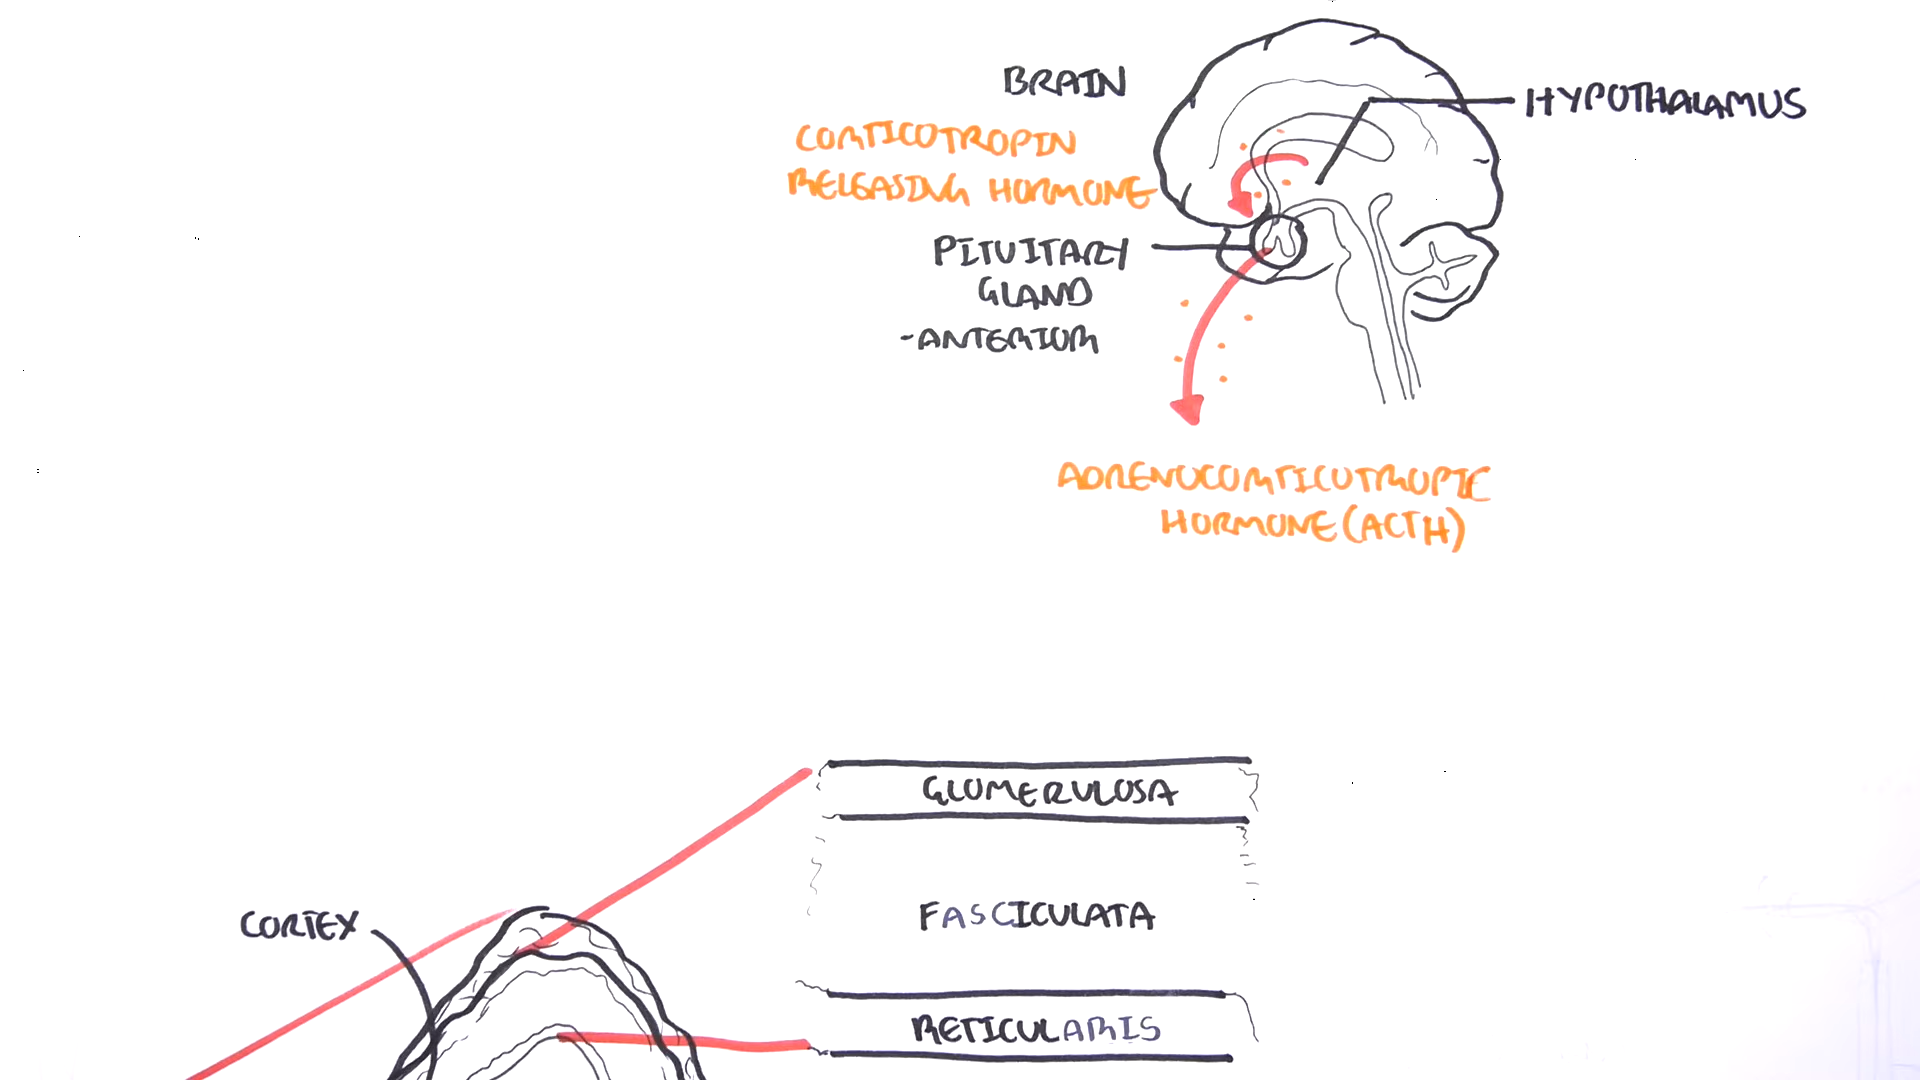 BRAIN
HYPOTHALAMUS
CORTICOTROPIN
RELEASING HORMONE
PITUITARY
GLAND
-ANTERIOR
ADRENOCORTICOTROPIC
HORMONE (ACTH)
GLOMERULOSA
FASCICULATA
CORTEX
RETICULARIS